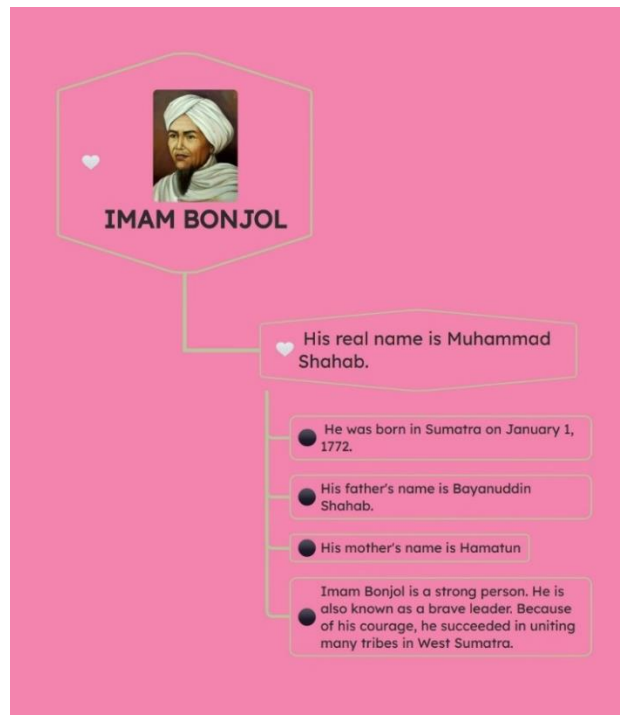 IMAM BONJOL
His real name is Muhammad
Shahab.
He was born in Sumatra on January 1,
1772.
His father's name is Bayanuddin
Shahab.
His mother's name is Hamatun
Imam Bonjol is a strong person. He is
also known as a brave leader. Because
of his courage, he succeeded in uniting
many tribes in West Sumatra.